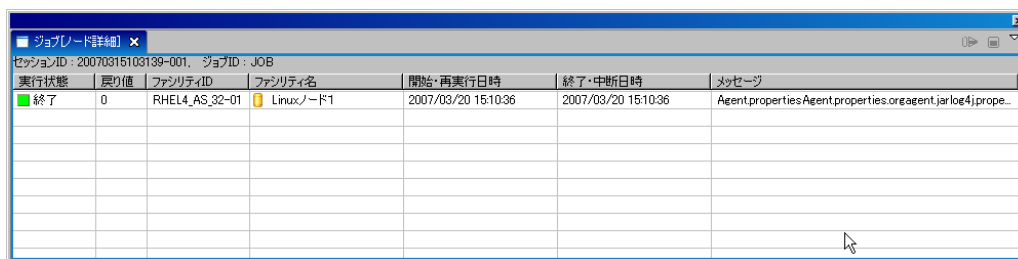 ジョブ[ノード詳細]
セッションID : 20070315103139-001, ジョブID : JOB
実行状態 戻り値 ファシリティID ファシリティ名 開始・再実行日時 終了・中断日時 メッセージ
終了 0 RHEL4_AS_32-01 Linuxノード1 2007/03/20 15:10:36 2007/03/20 15:10:36 Agent.properties Agent.properties.orgagent.jarlog4j.prope...